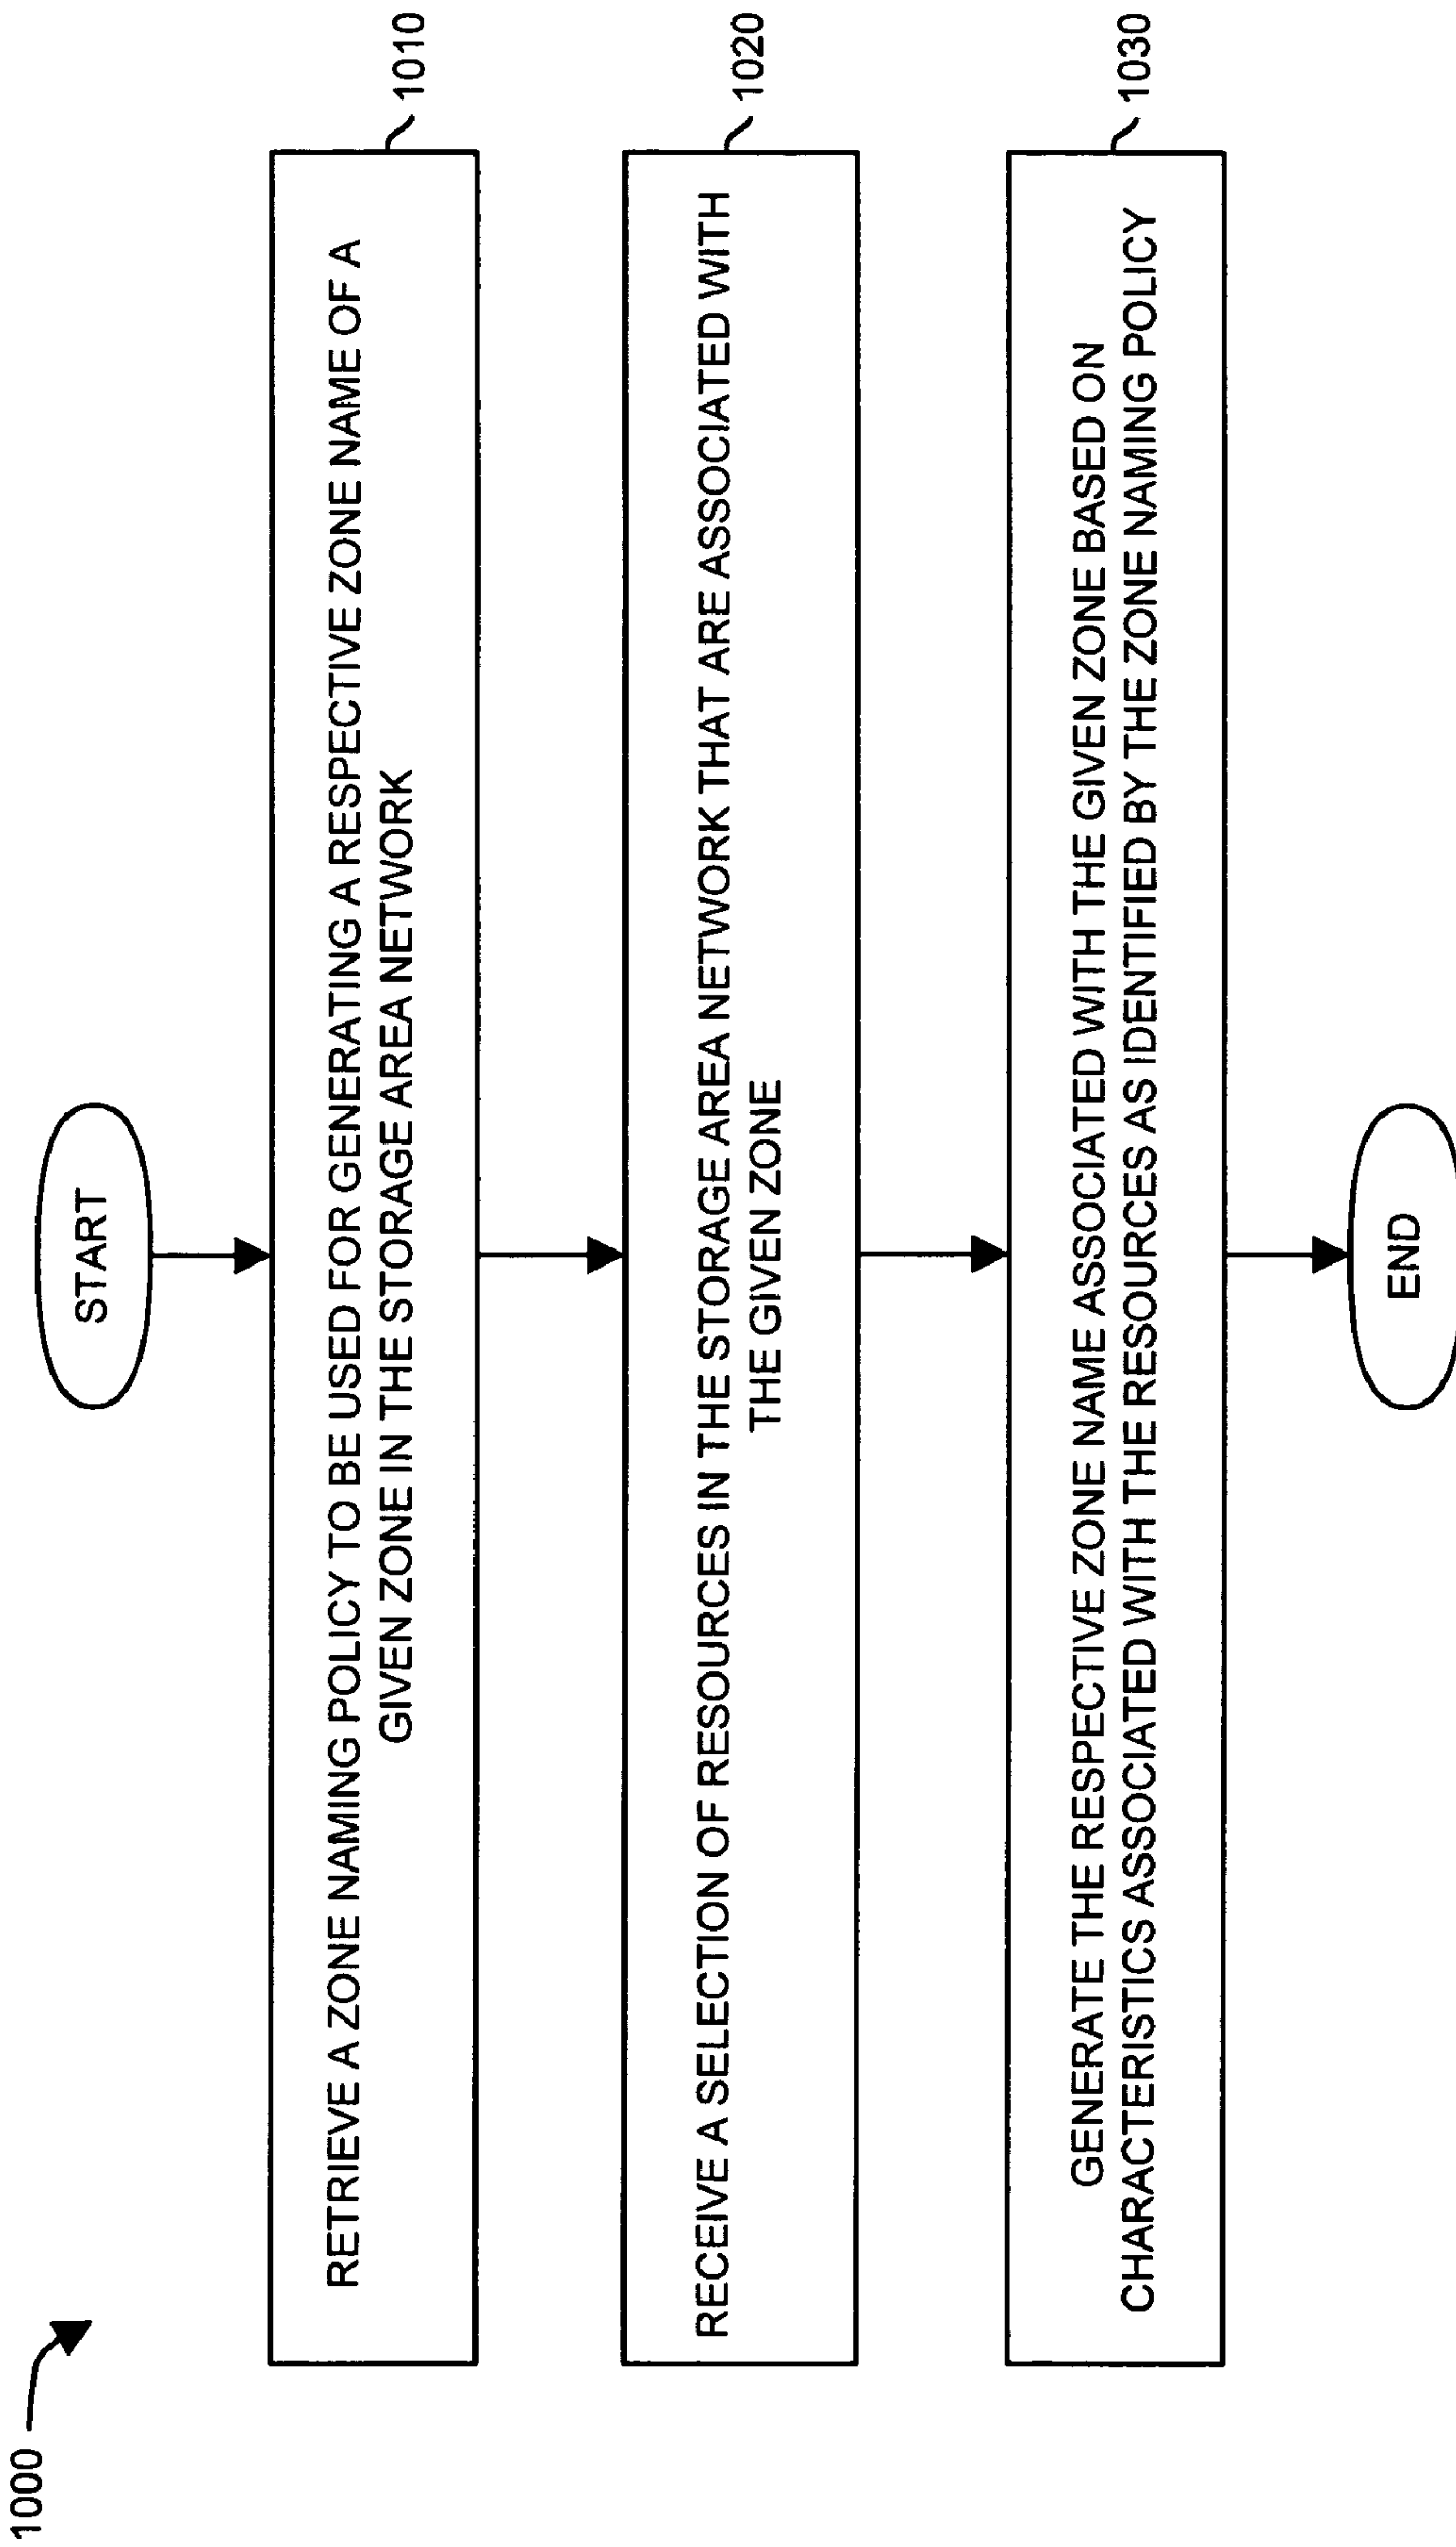 1000
START
RETRIEVE A ZONE NAMING POLICY TO BE USED FOR GENERATING A RESPECTIVE ZONE NAME OF A
GIVEN ZONE IN THE STORAGE AREA NETWORK
1010
RECEIVE A SELECTION OF RESOURCES IN THE STORAGE AREA NETWORK THAT ARE ASSOCIATED WITH
THE GIVEN ZONE
1020
GENERATE THE RESPECTIVE ZONE NAME ASSOCIATED WITH THE GIVEN ZONE BASED ON
CHARACTERISTICS ASSOCIATED WITH THE RESOURCES AS IDENTIFIED BY THE ZONE NAMING POLICY
1030
END